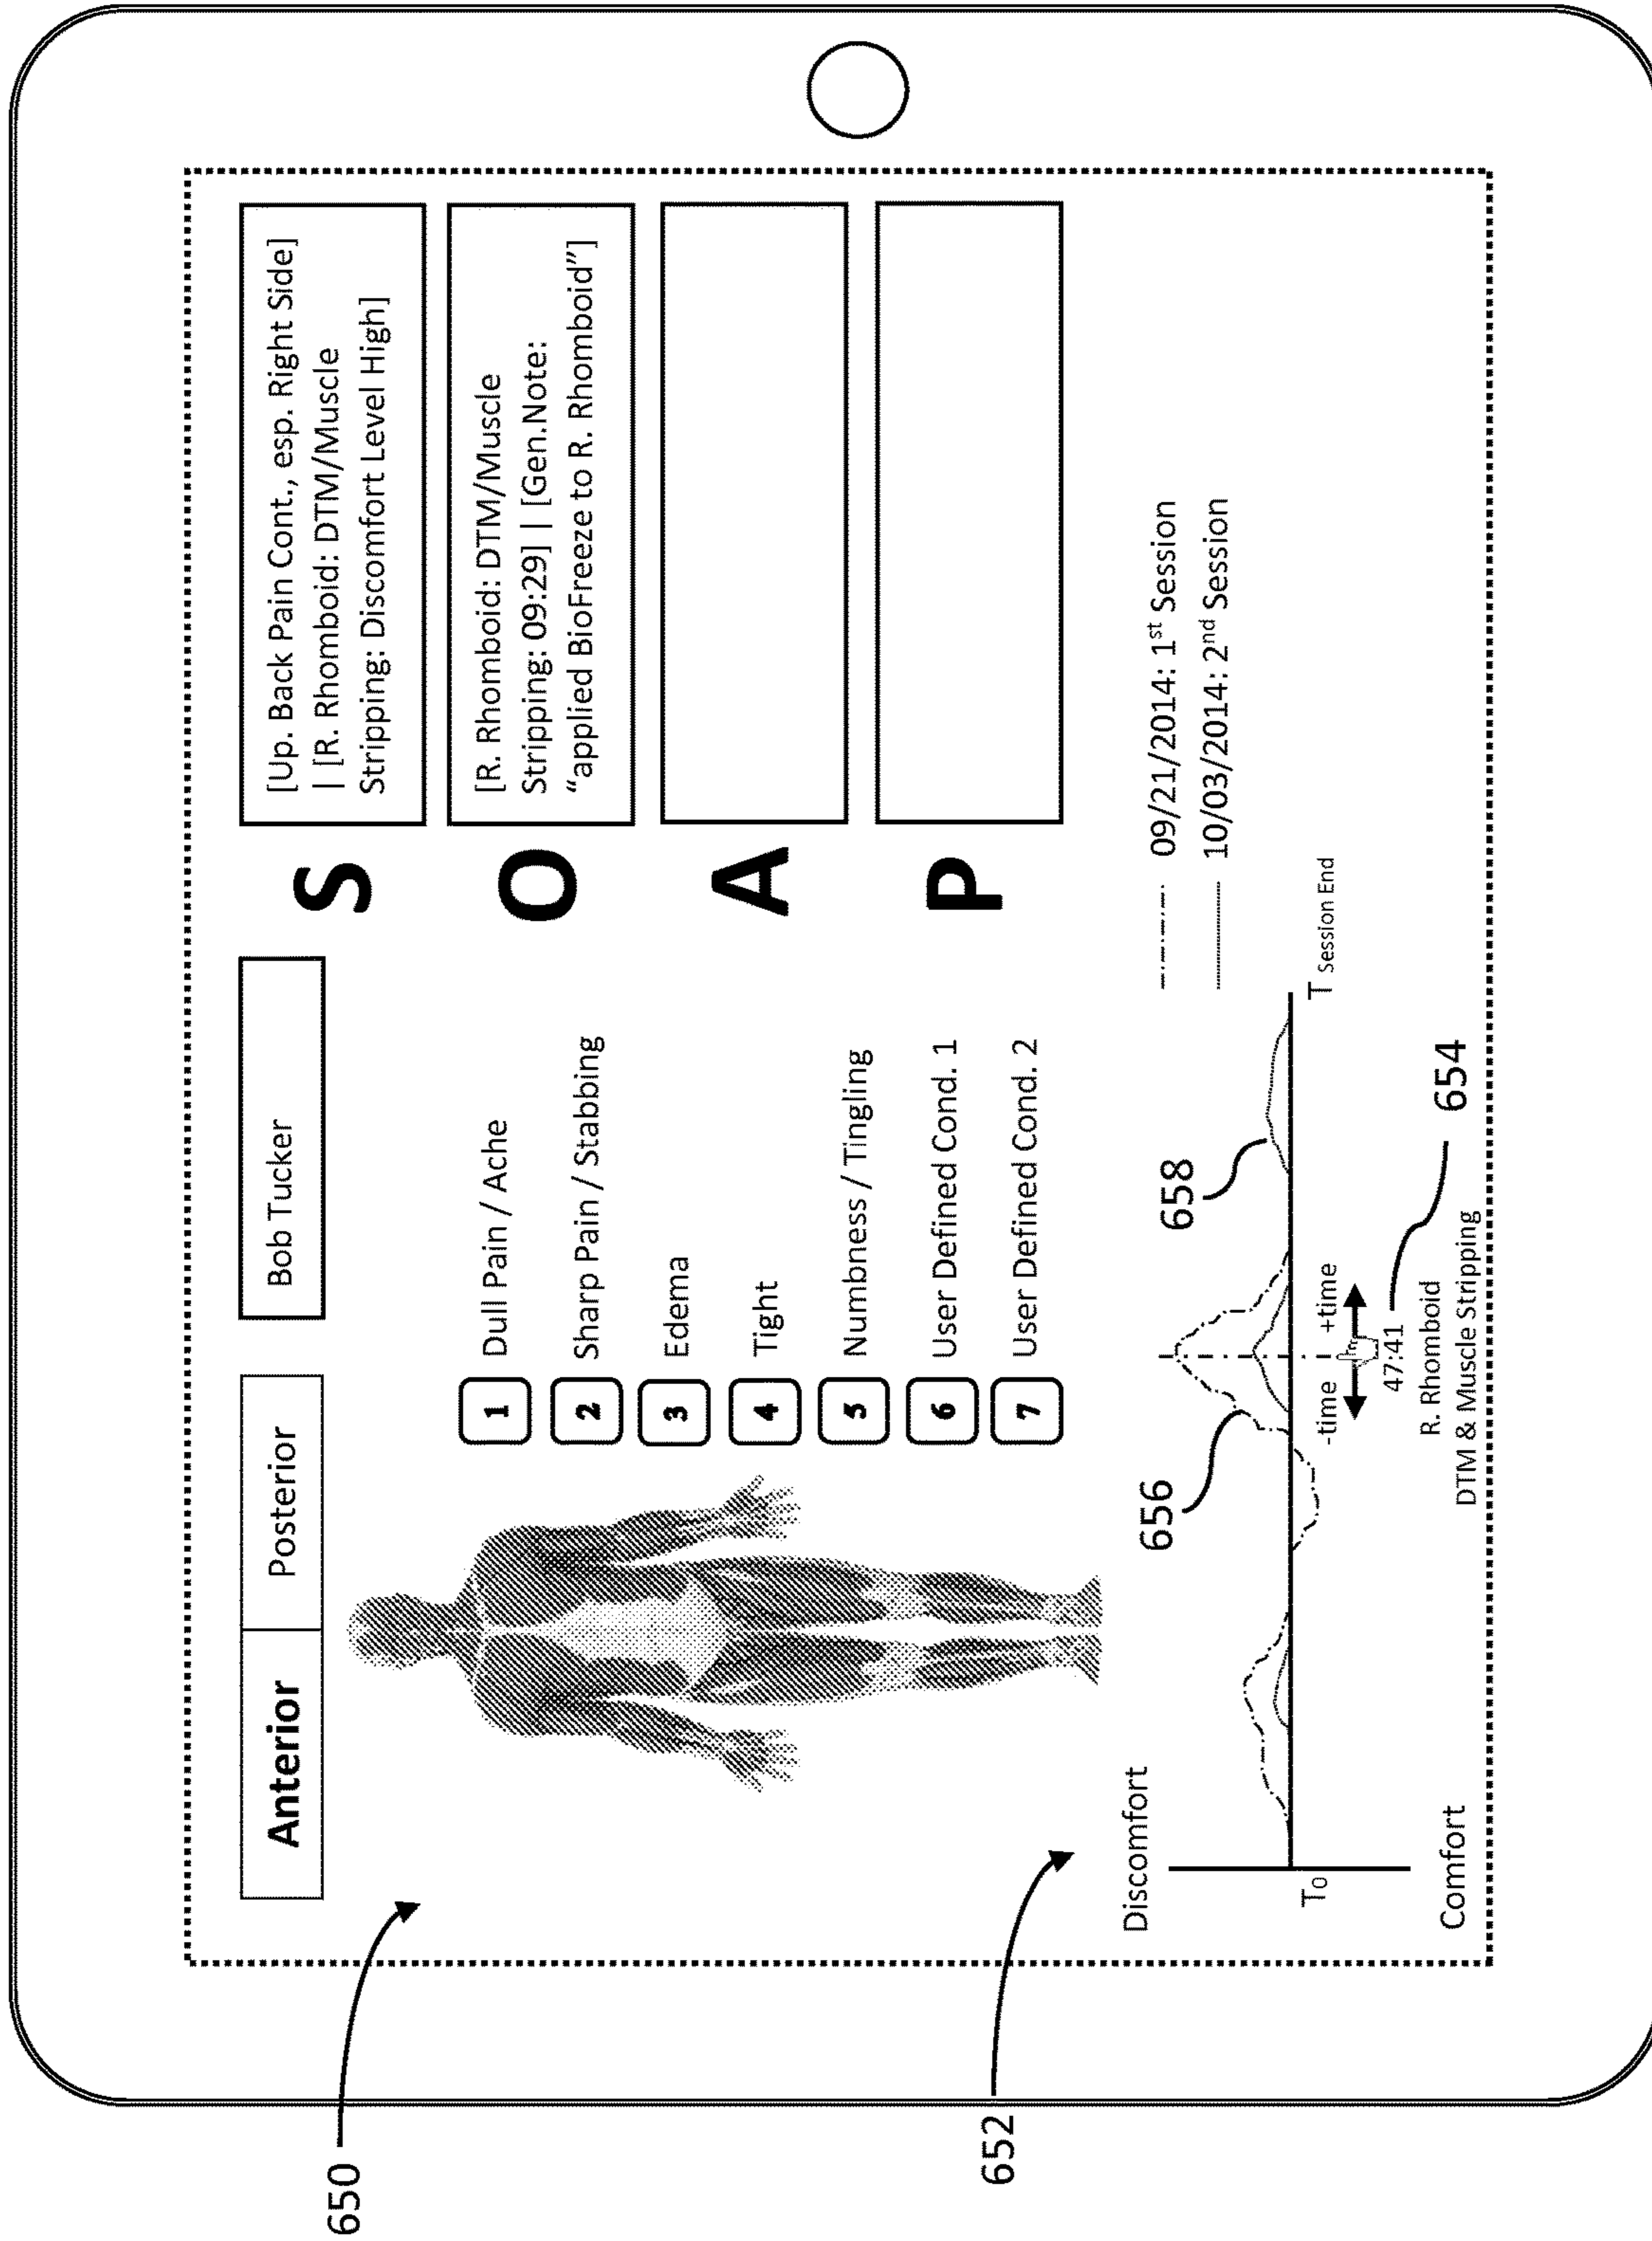 Anterior
Posterior
Bob Tucker
S
[Up. Back Pain Cont., esp. Right Side]
| [R. Rhomboid: DTM/Muscle
Stripping: Discomfort Level High]
O
[R. Rhomboid: DTM/Muscle
Stripping: 09:29] | [Gen.Note:
“applied BioFreeze to R. Rhomboid”]
A
P
1 Dull Pain / Ache
2 Sharp Pain / Stabbing
3 Edema
4 Tight
5 Numbness / Tingling
6 User Defined Cond. 1
7 User Defined Cond. 2
650
652
Discomfort
T0
Comfort
656
658
09/21/2014: 1st Session
10/03/2014: 2nd Session
T Session End
-time
+time
47:41
R. Rhomboid
DTM & Muscle Stripping
654